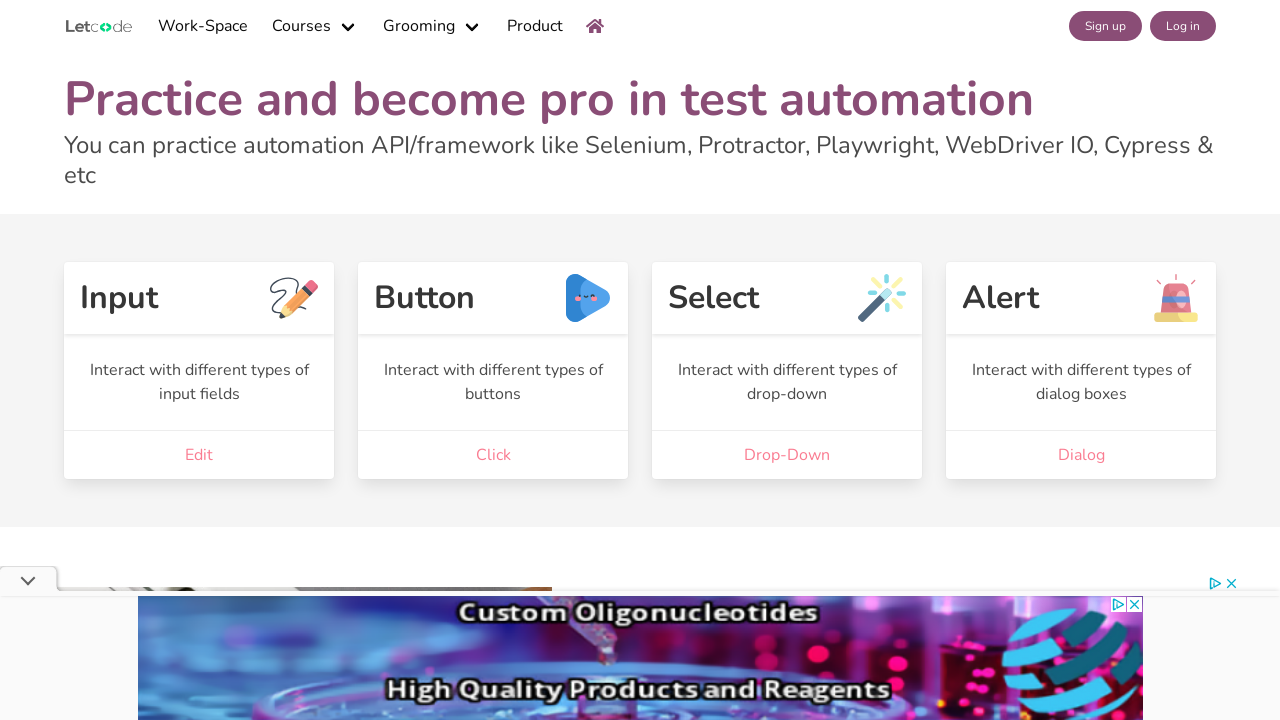 Letcode Work-Space Courses Grooming Product Sign up Log in
Practice and become pro in test automation
You can practice automation API/framework like Selenium, Protractor, Playwright, WebDriver IO, Cypress &
etc
Input
Interact with different types of
input fields
Edit
Button
Interact with different types of
buttons
Click
Select
Interact with different types of
drop-down
Drop-Down
Alert
Interact with different types of
dialog boxes
Dialog
Custom Oligonucleotides
High Quality Products and Reagents